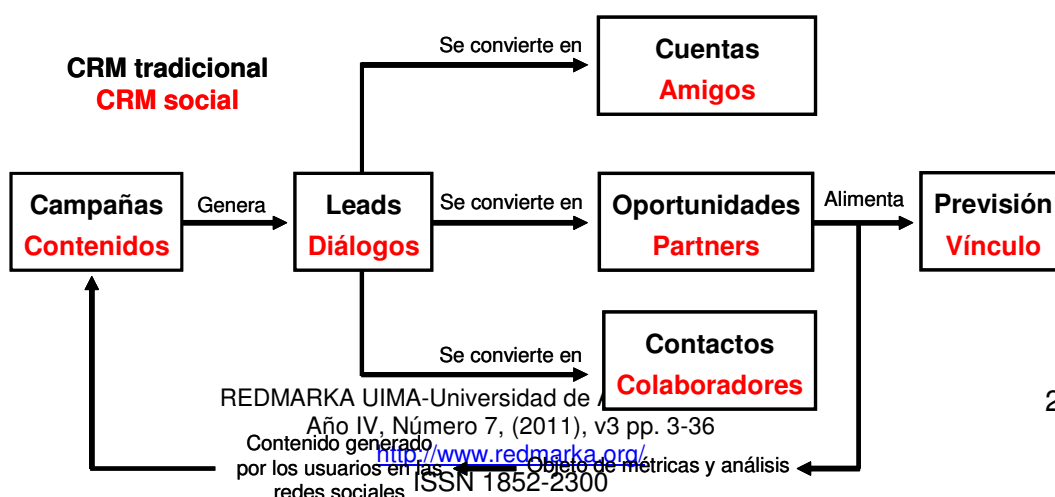 CRM tradicional
CRM social
Se convierte en
Cuentas
Amigos
Campañas
Contenidos
Genera
Leads
Diálogos
Se convierte en
Oportunidades
Partners
Alimenta
Previsión
Vínculo
Se convierte en
Contactos
Colaboradores
REDMARKA UIMA-Universidad de
2
Año IV, Número 7, (2011), v3 pp. 3-36
Contenido generado
por los usuarios en las
redes sociales
http://www.redmarka.org/
Objeto de métricas y análisis
ISSN 1852-2300